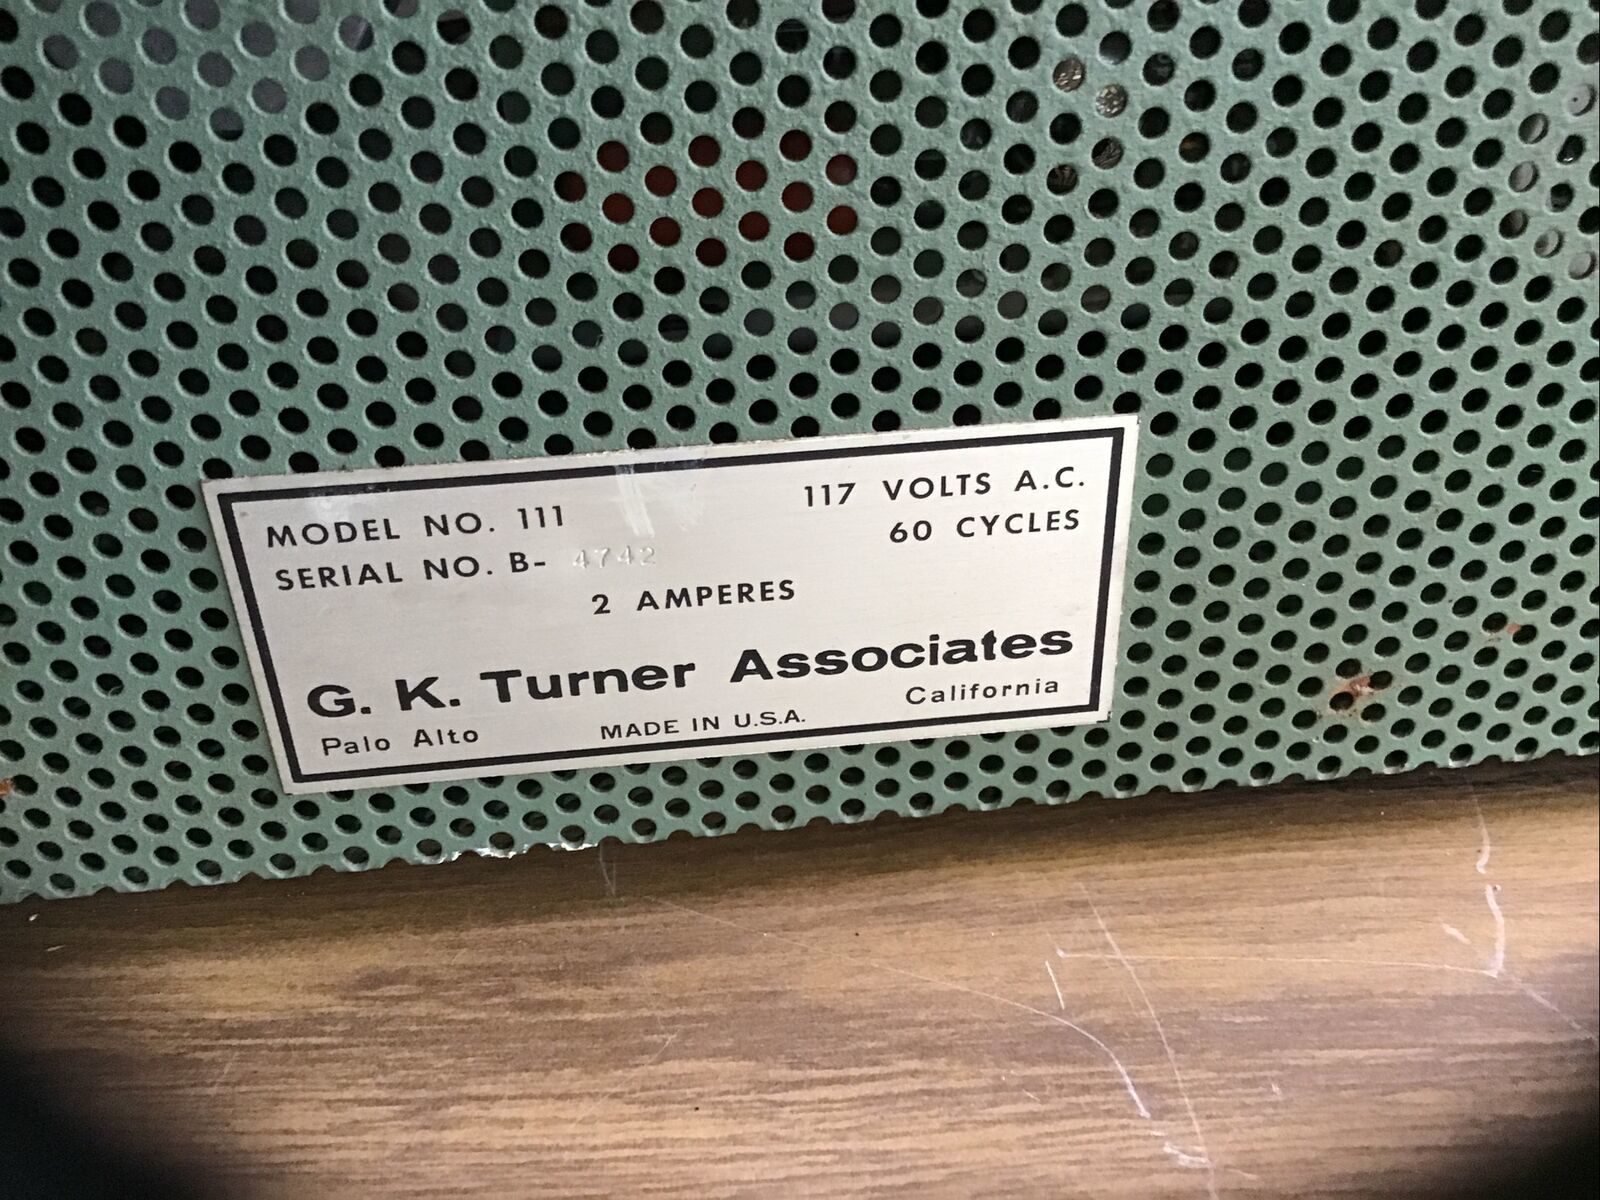 MODEL NO. 111
117 VOLTS A.C.
SERIAL NO. B- 4742
60 CYCLES
2 AMPERES
G. K. Turner Associates
Palo Alto
MADE IN U.S.A.
California